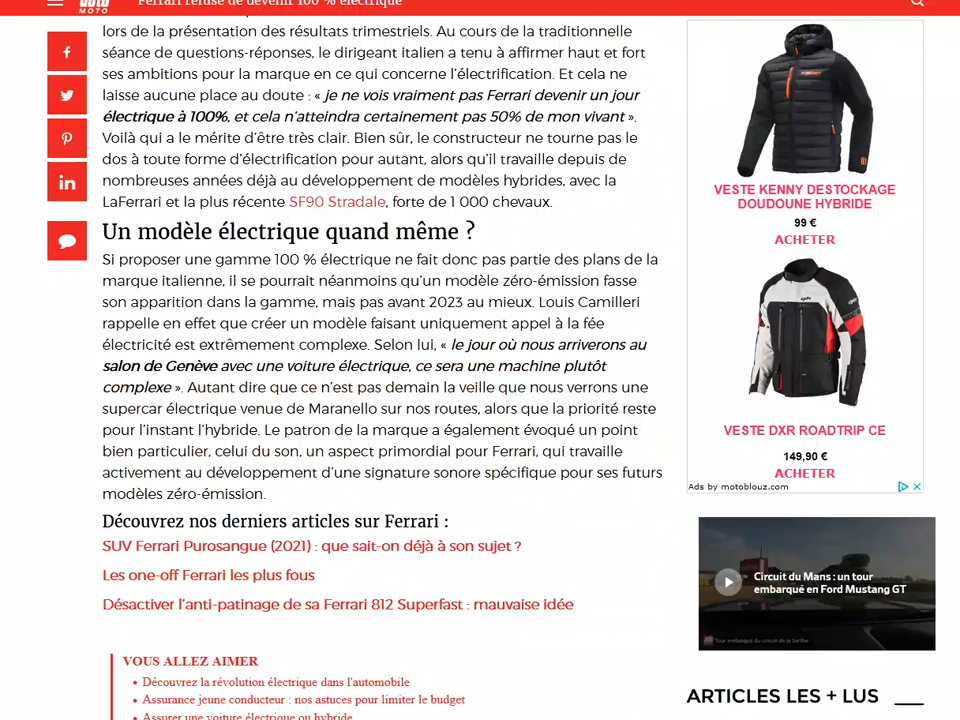 MOTO
Ferrari refuse de devenir 100 % électrique
lors de la présentation des résultats trimestriels. Au cours de la traditionnelle
séance de questions-réponses, le dirigeant italien a tenu à affirmer haut et fort
ses ambitions pour la marque en ce qui concerne l’électrification. Et cela ne
laisse aucune place au doute : « je ne vois vraiment pas Ferrari devenir un jour
électrique à 100%, et cela n’atteindra certainement pas 50% de mon vivant ».
Voilà qui a le mérite d’être très clair. Bien sûr, le constructeur ne tourne pas le
dos à toute forme d’électrification pour autant, alors qu’il travaille depuis de
nombreuses années déjà au développement de modèles hybrides, avec la
LaFerrari et la plus récente SF90 Stradale, forte de 1 000 chevaux.
Un modèle électrique quand même ?
Si proposer une gamme 100 % électrique ne fait donc pas partie des plans de la
marque italienne, il se pourrait néanmoins qu’un modèle zéro-émission fasse
son apparition dans la gamme, mais pas avant 2023 au mieux. Louis Camilleri
rappelle en effet que créer un modèle faisant uniquement appel à la fée
électricité est extrêmement complexe. Selon lui, « le jour où nous arriverons au
salon de Genève avec une voiture électrique, ce sera une machine plutôt
complexe ». Autant dire que ce n’est pas demain la veille que nous verrons une
supercar électrique venue de Maranello sur nos routes, alors que la priorité reste
pour l’instant l’hybride. Le patron de la marque a également évoqué un point
bien particulier, celui du son, un aspect primordial pour Ferrari, qui travaille
activement au développement d’une signature sonore spécifique pour ses futurs
modèles zéro-émission.
Découvrez nos derniers articles sur Ferrari :
SUV Ferrari Purosangue (2021) : que sait-on déjà à son sujet ?
Les one-off Ferrari les plus fous
Désactiver l’anti-patinage de sa Ferrari 812 Superfast : mauvaise idée
VOUS ALLEZ AIMER
Découvrez la révolution électrique dans l'automobile
Assurance jeune conducteur : nos astuces pour limiter le budget
Assurer une voiture électrique ou hybride
VESTE KENNY DESTOCKAGE
DOUDOUNE HYBRIDE
99 €
ACHETER
VESTE DXR ROADTRIP CE
149,90 €
ACHETER
Ads by motoblouz.com
Circuit du Mans : un tour
embarqué en Ford Mustang GT
Tour embarqué du circuit de la Sarthe
ARTICLES LES + LUS